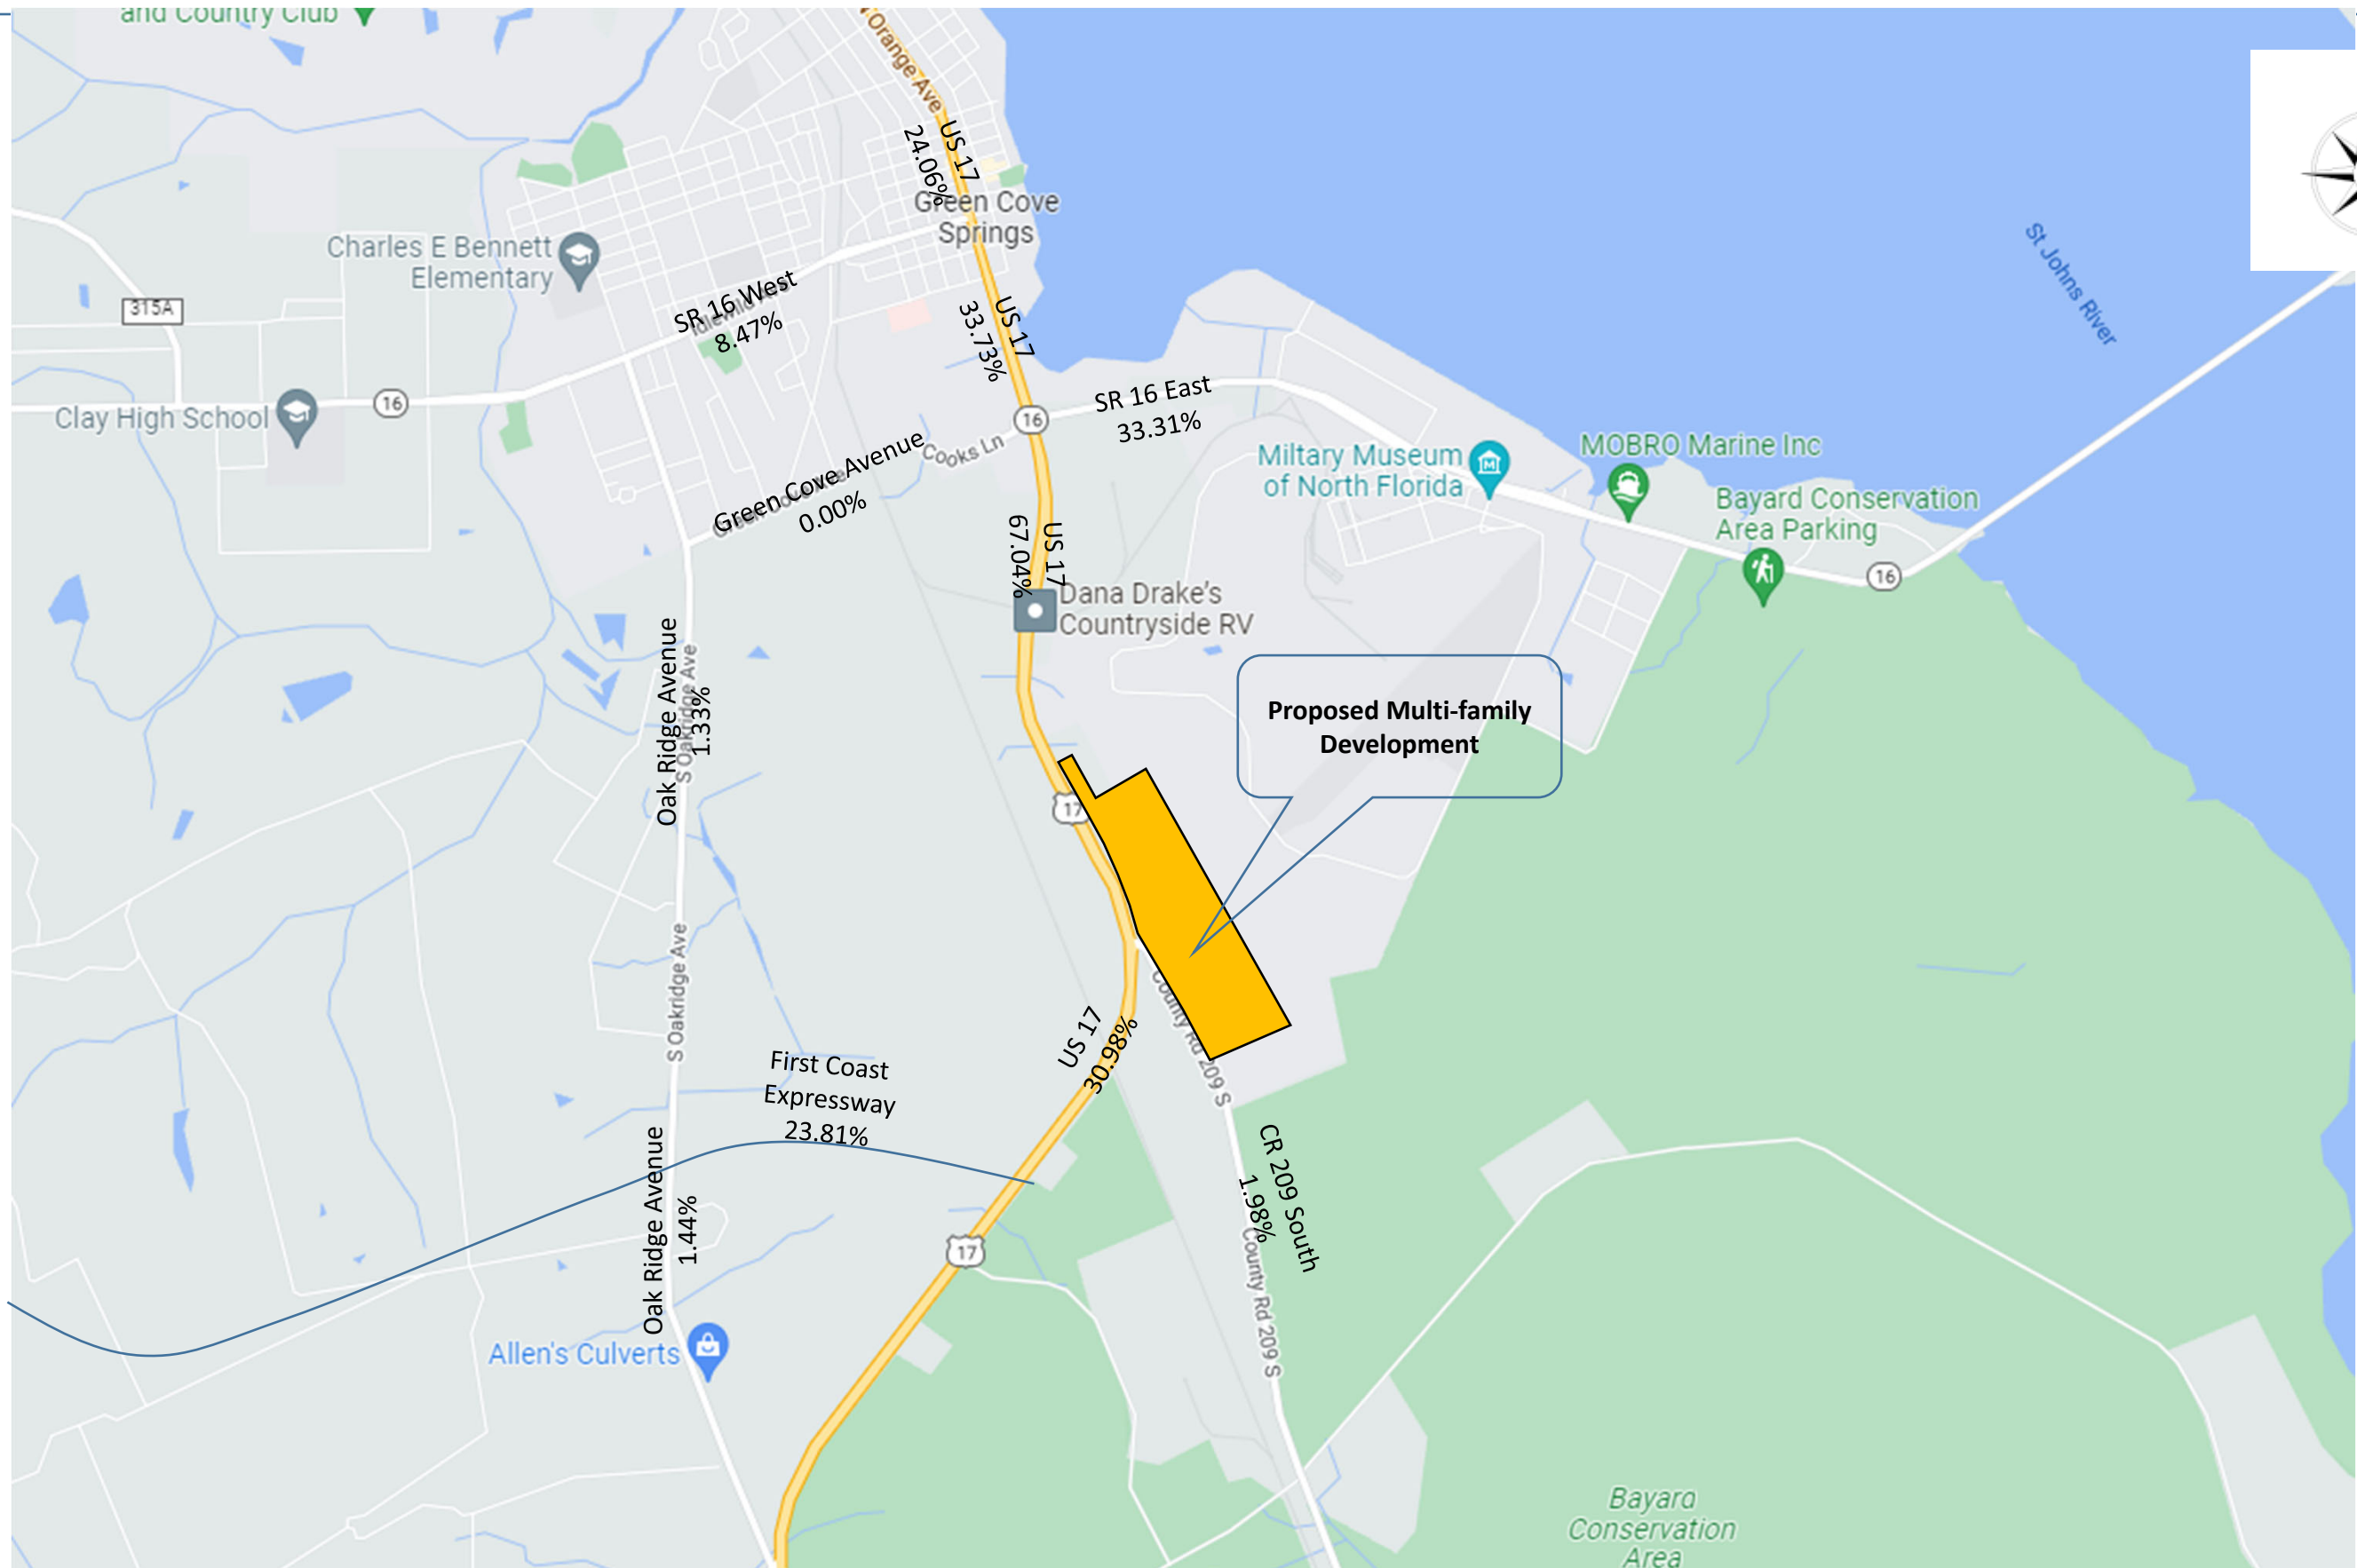 and Country Club
N Orange Ave
US 17
24.06%
Green Cove
Springs
Charles E Bennett
Elementary
315A
SR 16 West
8.47%
US 17
33.73%
St Johns River
Clay High School
16
16
SR 16 East
33.31%
Green Cove Avenue
0.00%
Cooks Ln
Miltary Museum
of North Florida
MOBRO Marine Inc
Bayard Conservation
Area Parking
16
US 17
67.04%
Dana Drake's
Countryside RV
Oak Ridge Avenue
S Oakridge Ave
1.33%
Proposed Multi-family
Development
17
S Oakridge Ave
US 17
30.98%
County Rd 209 S
First Coast
Expressway
23.81%
Oak Ridge Avenue
1.44%
CR 209 South
1.98%
17
County Rd 209 S
Allen's Culverts
Bayard
Conservation
Area